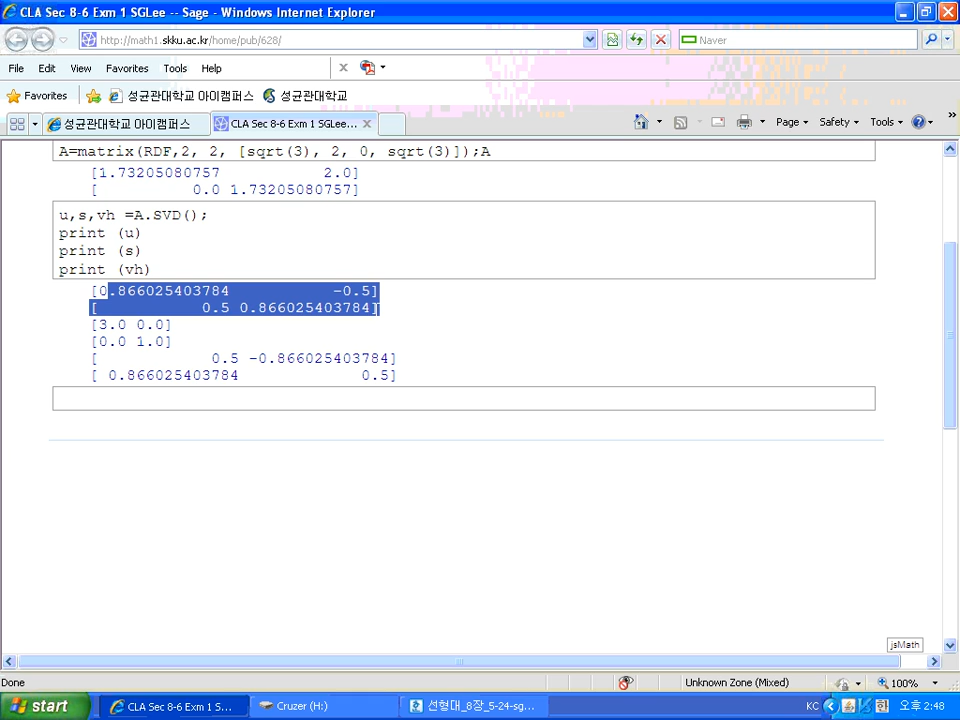 CLA Sec 8-6 Exm 1 SGLee -- Sage - Windows Internet Explorer
http://math1.skku.ac.kr/home/pub/628/
Naver
File Edit View Favorites Tools Help
Favorites 성균관대학교 아이캠퍼스 성균관대학교
성균관대학교 아이캠퍼스 CLA Sec 8-6 Exm 1 SGLee... Page Safety Tools
A=matrix(RDF,2, 2, [sqrt(3), 2, 0, sqrt(3)]);A
[1.73205080757 2.0]
[ 0.0 1.73205080757]
u,s,vh =A.SVD();
print (u)
print (s)
print (vh)
[0.866025403784 -0.5]
[ 0.5 0.866025403784]
[3.0 0.0]
[0.0 1.0]
[ 0.5 -0.866025403784]
[ 0.866025403784 0.5]
jsMath
Done Unknown Zone (Mixed) 100%
start CLA Sec 8-6 Exm 1 S... Cruzer (H:) 선형대_8장_5-24-sg... KC 오후 2:48